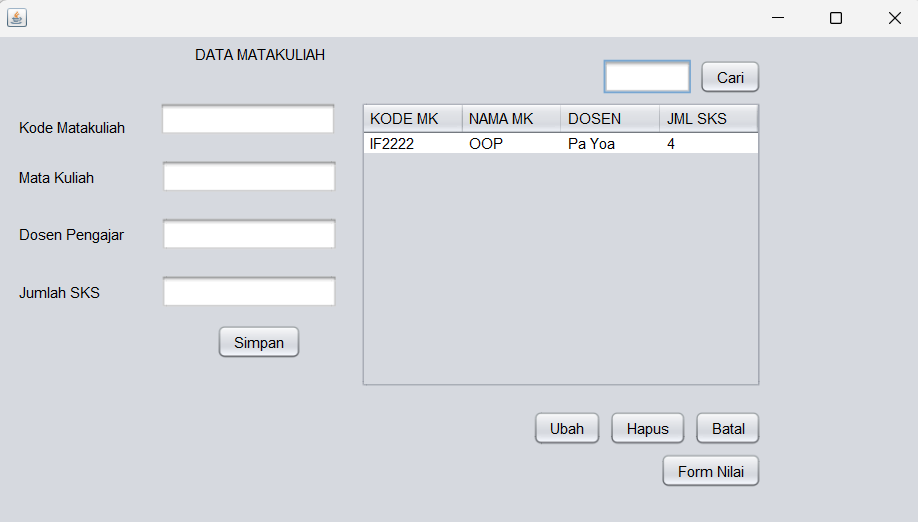 DATA MATAKULIAH
Cari
Kode Matakuliah
Mata Kuliah
Dosen Pengajar
Jumlah SKS
Simpan
KODE MK NAMA MK DOSEN JML SKS
IF2222 OOP Pa Yoa 4
Ubah Hapus Batal
Form Nilai